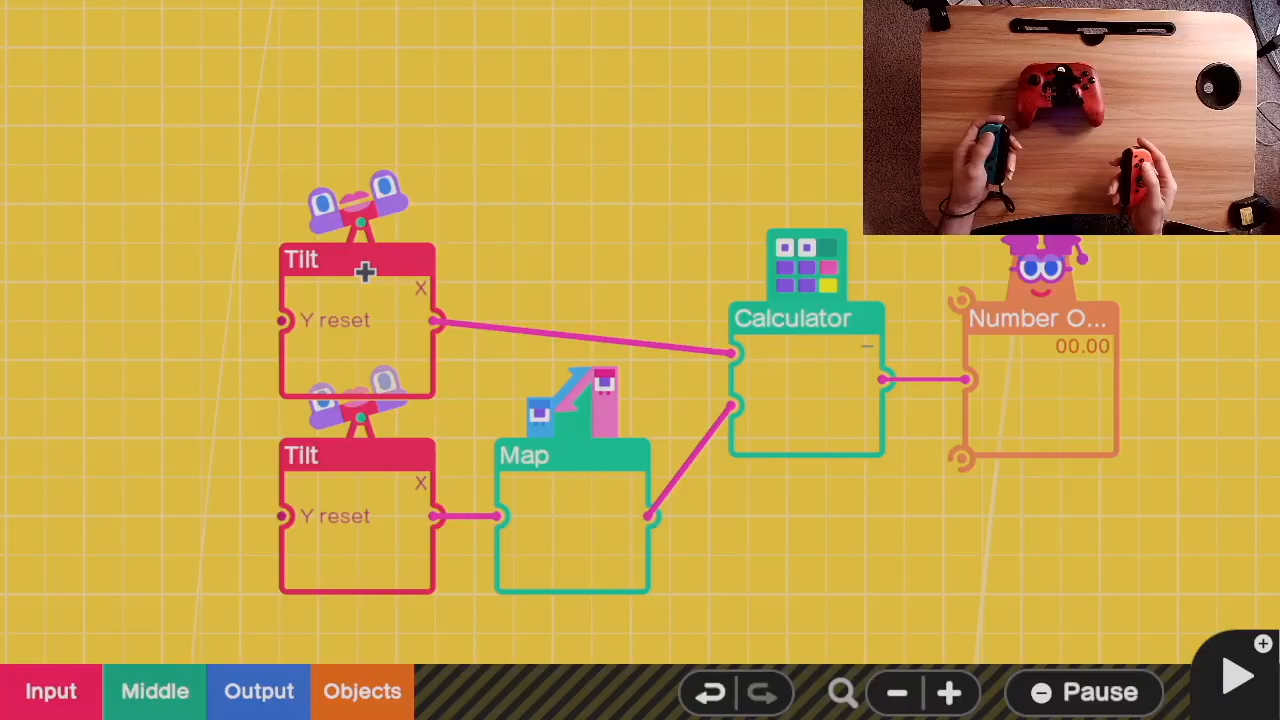 Tilt
X
Y reset
Tilt
X
Y reset
Map
Calculator
−
Number O...
00.00
Input
Middle
Output
Objects
Pause